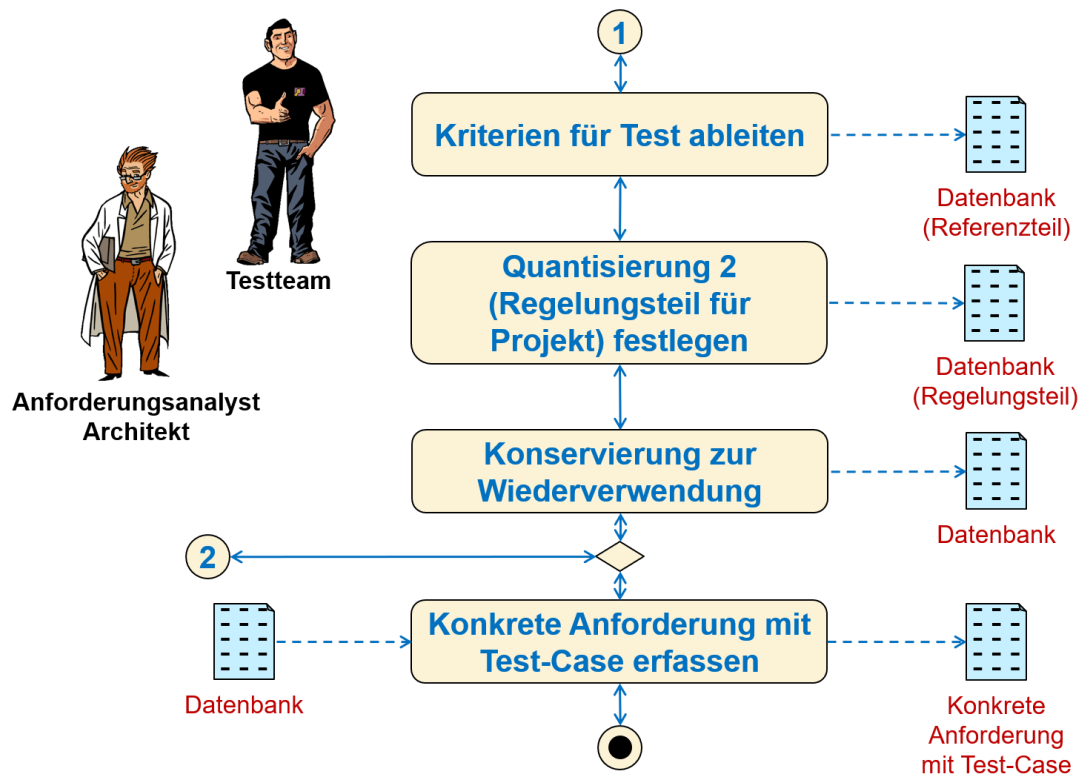 1
Kriterien für Test ableiten
Datenbank
(Referenzteil)
Testteam
Quantisierung 2
(Regelungsteil für
Projekt) festlegen
Datenbank
(Regelungsteil)
Anforderungsanalyst
Architekt
Konservierung zur
Wiederverwendung
Datenbank
2
Konkrete Anforderung mit
Test-Case erfassen
Datenbank
Konkrete
Anforderung
mit Test-Case